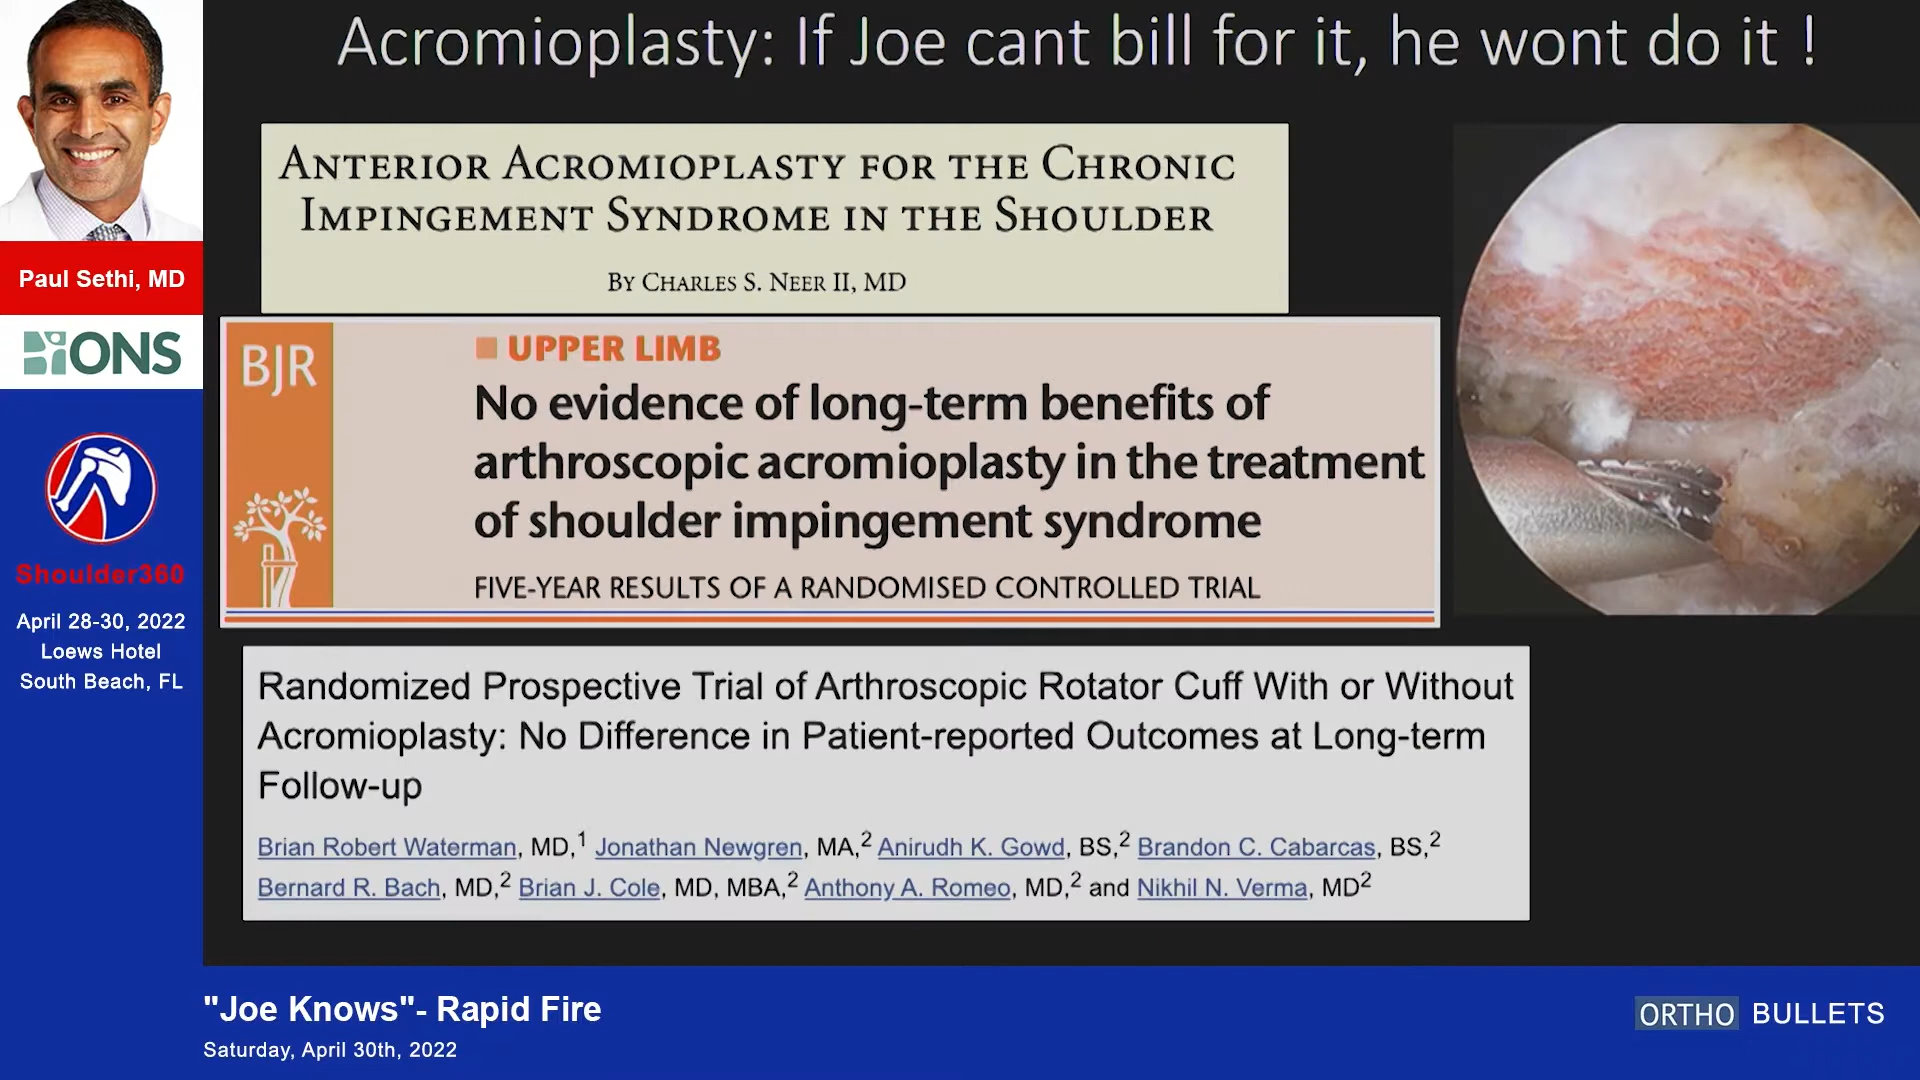 Acromioplasty: If Joe cant bill for it, he wont do it !
ANTERIOR ACROMIOPLASTY FOR THE CHRONIC
IMPINGEMENT SYNDROME IN THE SHOULDER
BY CHARLES S. NEER II, MD
Paul Sethi, MD
ONS
BJR
UPPER LIMB
No evidence of long-term benefits of
arthroscopic acromioplasty in the treatment
of shoulder impingement syndrome
FIVE-YEAR RESULTS OF A RANDOMISED CONTROLLED TRIAL
Shoulder360
April 28-30, 2022
Loews Hotel
South Beach, FL
Randomized Prospective Trial of Arthroscopic Rotator Cuff With or Without
Acromioplasty: No Difference in Patient-reported Outcomes at Long-term
Follow-up
Brian Robert Waterman, MD,1 Jonathan Newgren, MA,2 Anirudh K. Gowd, BS,2 Brandon C. Cabarcas, BS,2
Bernard R. Bach, MD,2 Brian J. Cole, MD, MBA,2 Anthony A. Romeo, MD,2 and Nikhil N. Verma, MD2
"Joe Knows"- Rapid Fire
Saturday, April 30th, 2022
ORTHO BULLETS